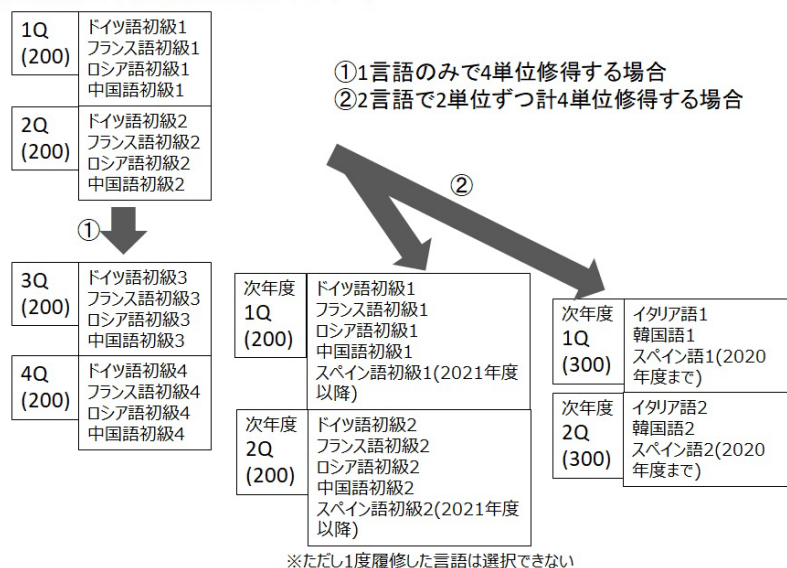 1Q
(200)
ドイツ語初級1
フランス語初級1
ロシア語初級1
中国語初級1
2Q
(200)
ドイツ語初級2
フランス語初級2
ロシア語初級2
中国語初級2
①1言語のみで4単位修得する場合
②2言語で2単位ずつ計4単位修得する場合
①
②
3Q
(200)
ドイツ語初級3
フランス語初級3
ロシア語初級3
中国語初級3
4Q
(200)
ドイツ語初級4
フランス語初級4
ロシア語初級4
中国語初級4
次年度
1Q
(200)
ドイツ語初級1
フランス語初級1
ロシア語初級1
中国語初級1
スペイン語初級1(2021年度
以降)
次年度
2Q
(200)
ドイツ語初級2
フランス語初級2
ロシア語初級2
中国語初級2
スペイン語初級2(2021年度
以降)
次年度
1Q
(300)
イタリア語1
韓国語1
スペイン語1(2020
年度まで)
次年度
2Q
(300)
イタリア語2
韓国語2
スペイン語2(2020
年度まで)
※ただし1度履修した言語は選択できない